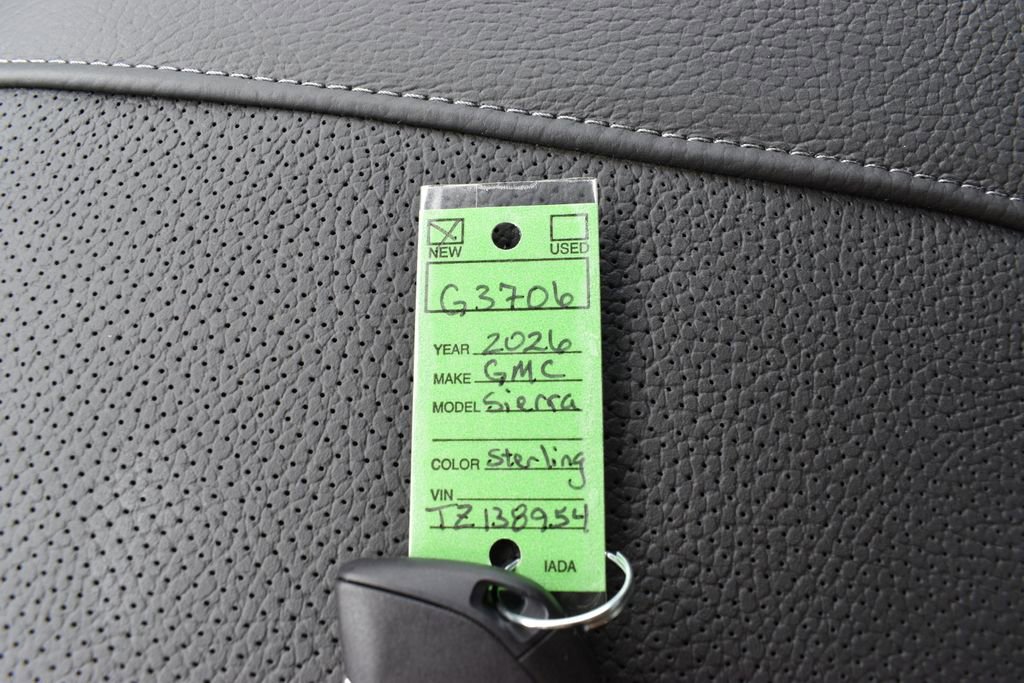 NEW USED
G3706
YEAR 2026
MAKE GMC
MODEL Sierra
COLOR Sterling
VIN
TZ138954
IADA